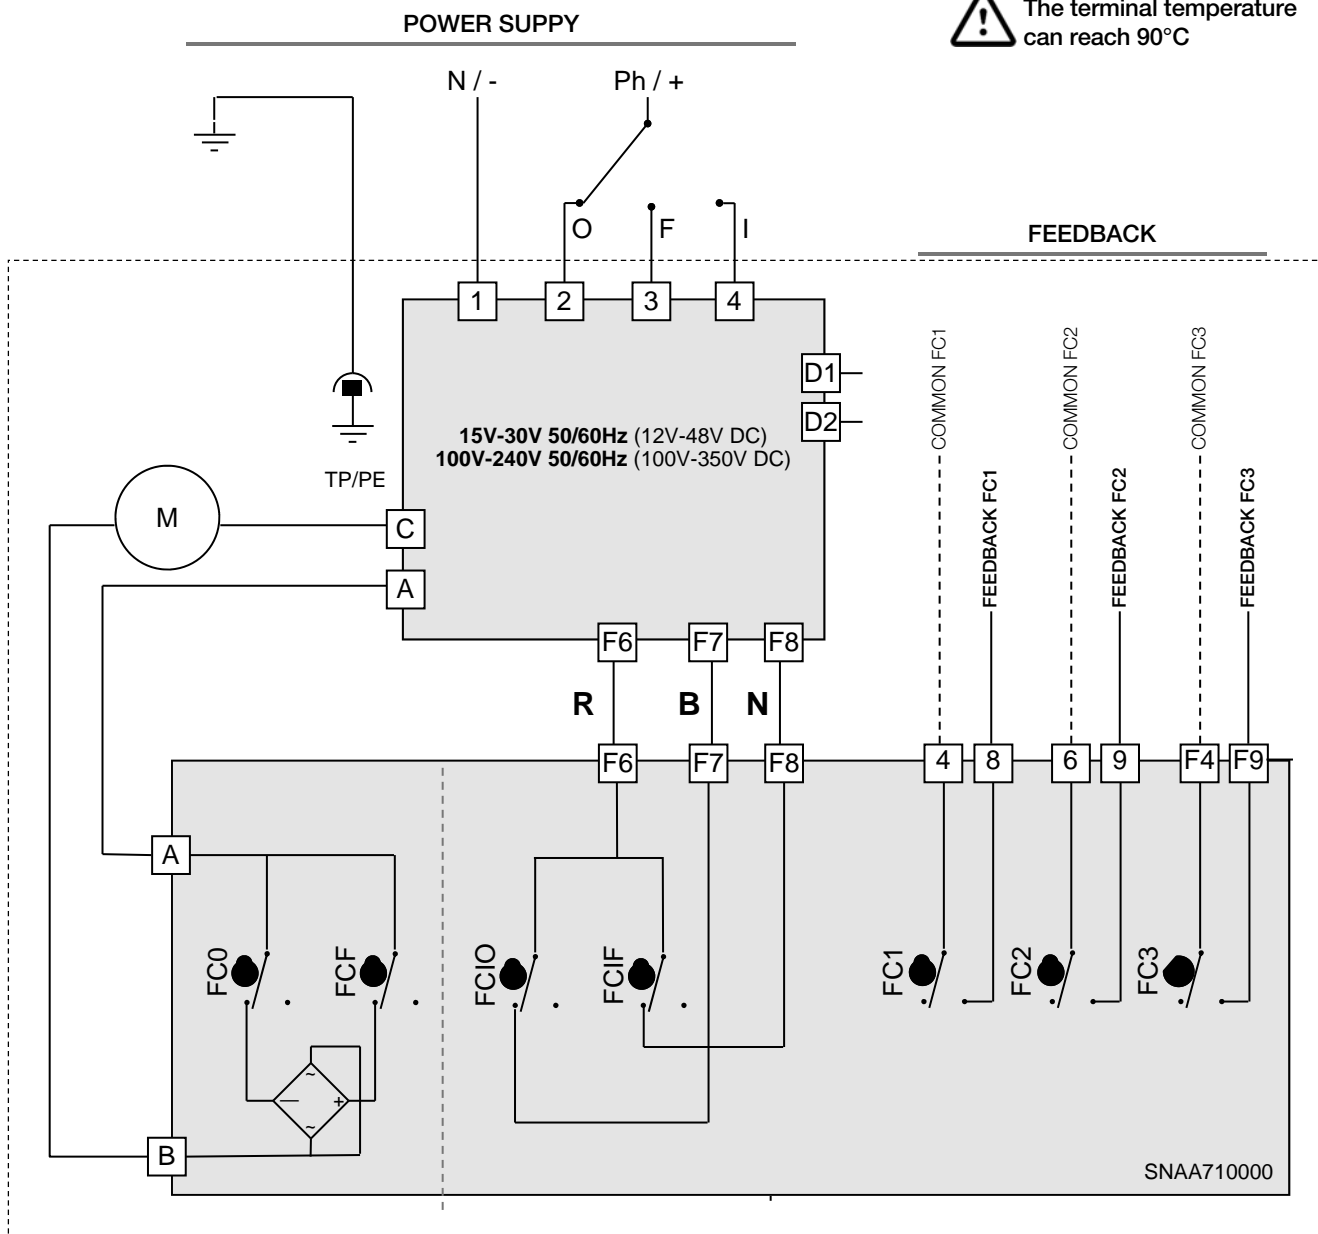 The terminal temperature
can reach 90°C
POWER SUPPY
N / -
Ph / +
O
F
I
FEEDBACK
1
2
3
4
D1
D2
15V-30V 50/60Hz (12V-48V DC)
100V-240V 50/60Hz (100V-350V DC)
TP/PE
M
C
A
COMMON FC1
FEEDBACK FC1
COMMON FC2
FEEDBACK FC2
COMMON FC3
FEEDBACK FC3
F6
F7
F8
R
B
N
F6
F7
F8
4
8
6
9
F4
F9
A
FC0
FCF
FCIO
FCIF
FC1
FC2
FC3
~
—
+
~
B
SNAA710000